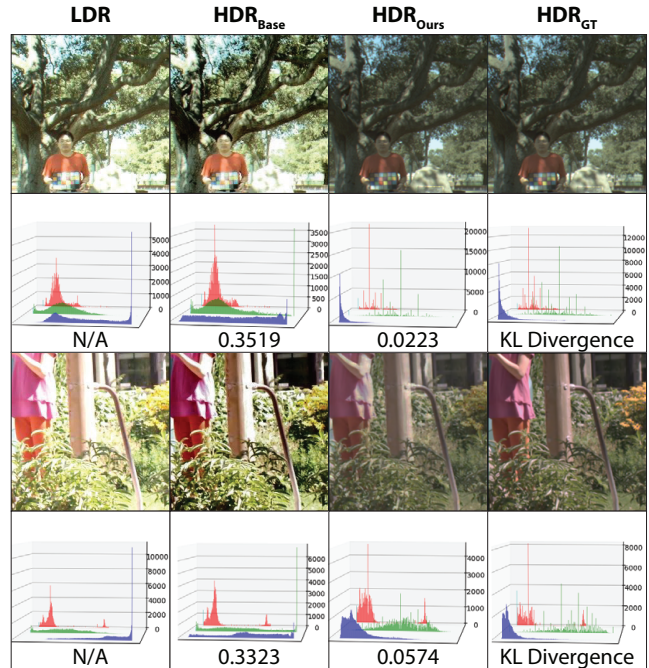 LDR HDR_Base HDR_Ours HDR_GT
5000 4000 3000 2000 1000 0
3500 3000 2500 2000 1500 1000 500 0
20000 15000 10000 5000 0
12000 10000 8000 6000 4000 2000 0
N/A 0.3519 0.0223 KL Divergence
10000 8000 6000 4000 2000 0
6000 5000 4000 3000 2000 1000 0
4000 3000 2000 1000 0
8000 6000 4000 2000 0
N/A 0.3323 0.0574 KL Divergence